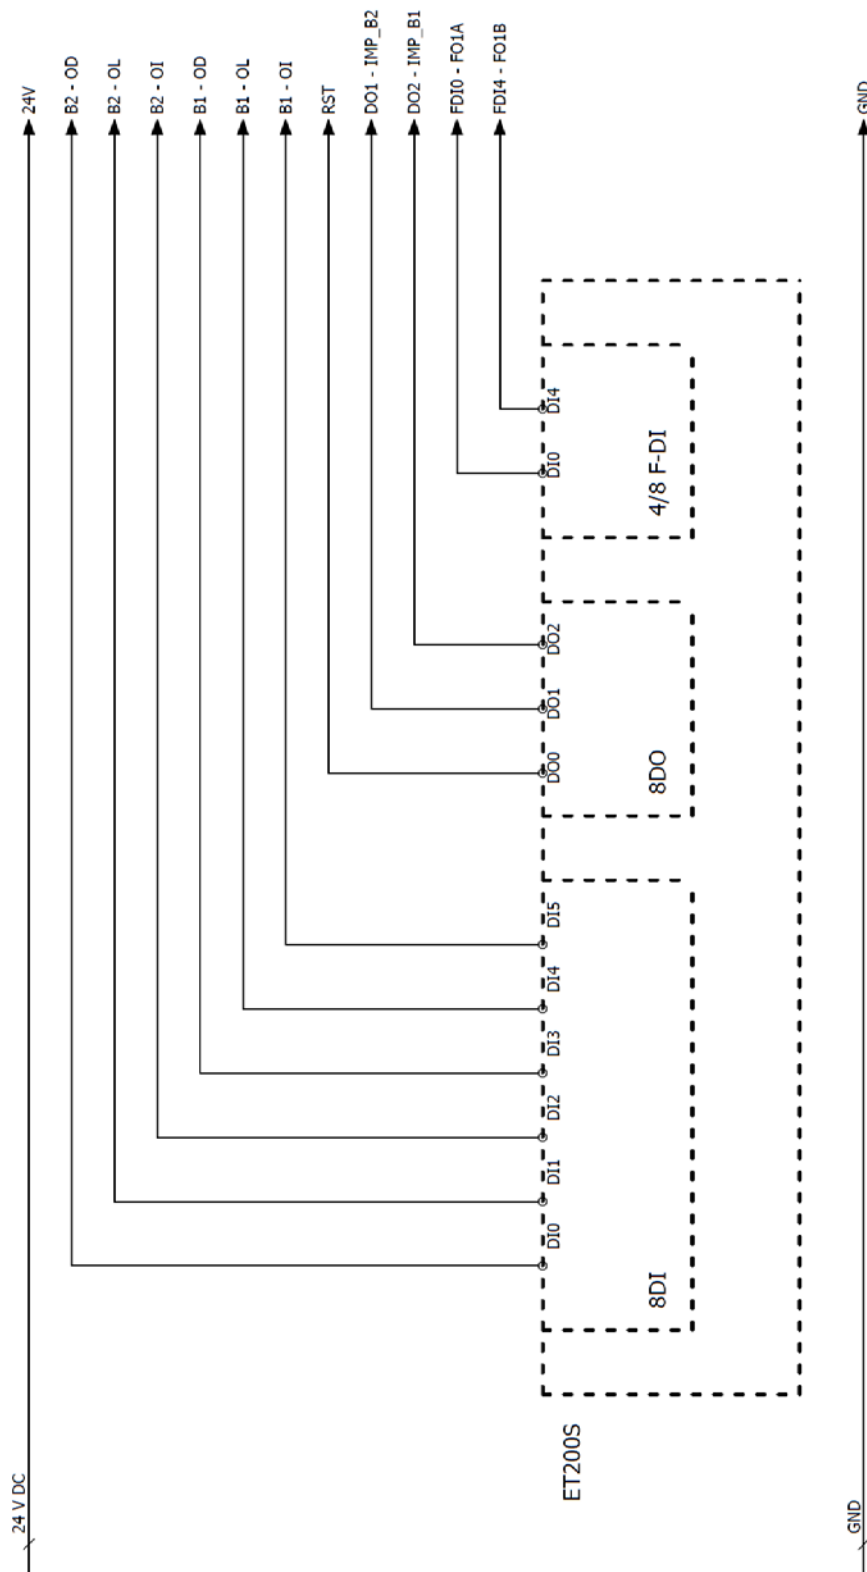 24 V DC
24V
B2 - OD
B2 - OL
B2 - OI
B1 - OD
B1 - OL
B1 - OI
RST
DO1 - IMP_B2
DO2 - IMP_B1
FDI0 - FO1A
FDI4 - FO1B
ET200S
DI0
DI1
DI2
DI3
DI4
DI5
DO0
DO1
DO2
DI0
DI4
8DI
8DO
4/8 F-DI
GND
GND